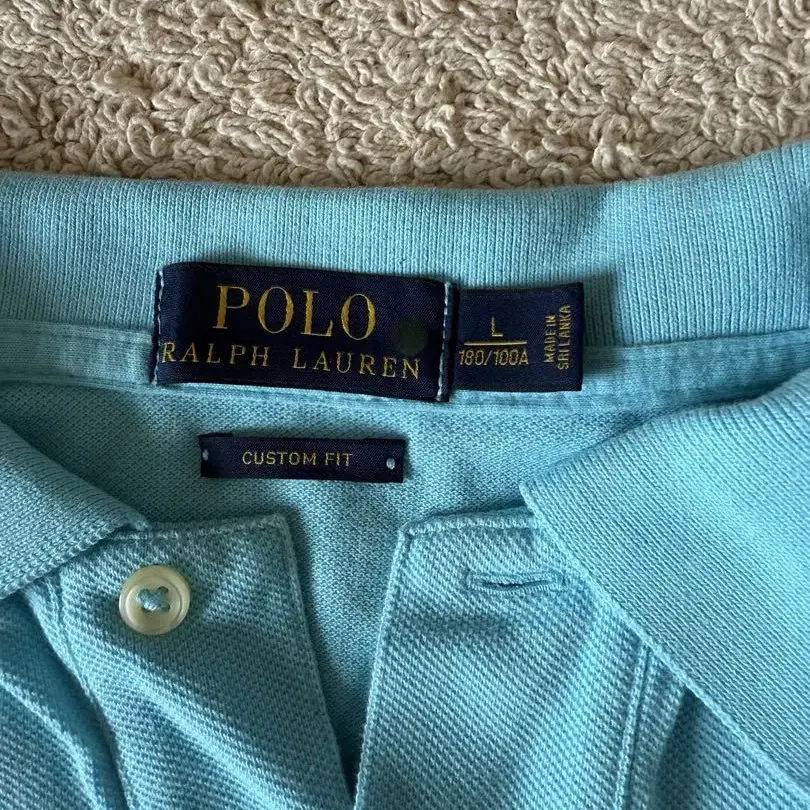 POLO
RALPH LAUREN
L
180/100A
MADE IN
SRI LANKA
CUSTOM FIT